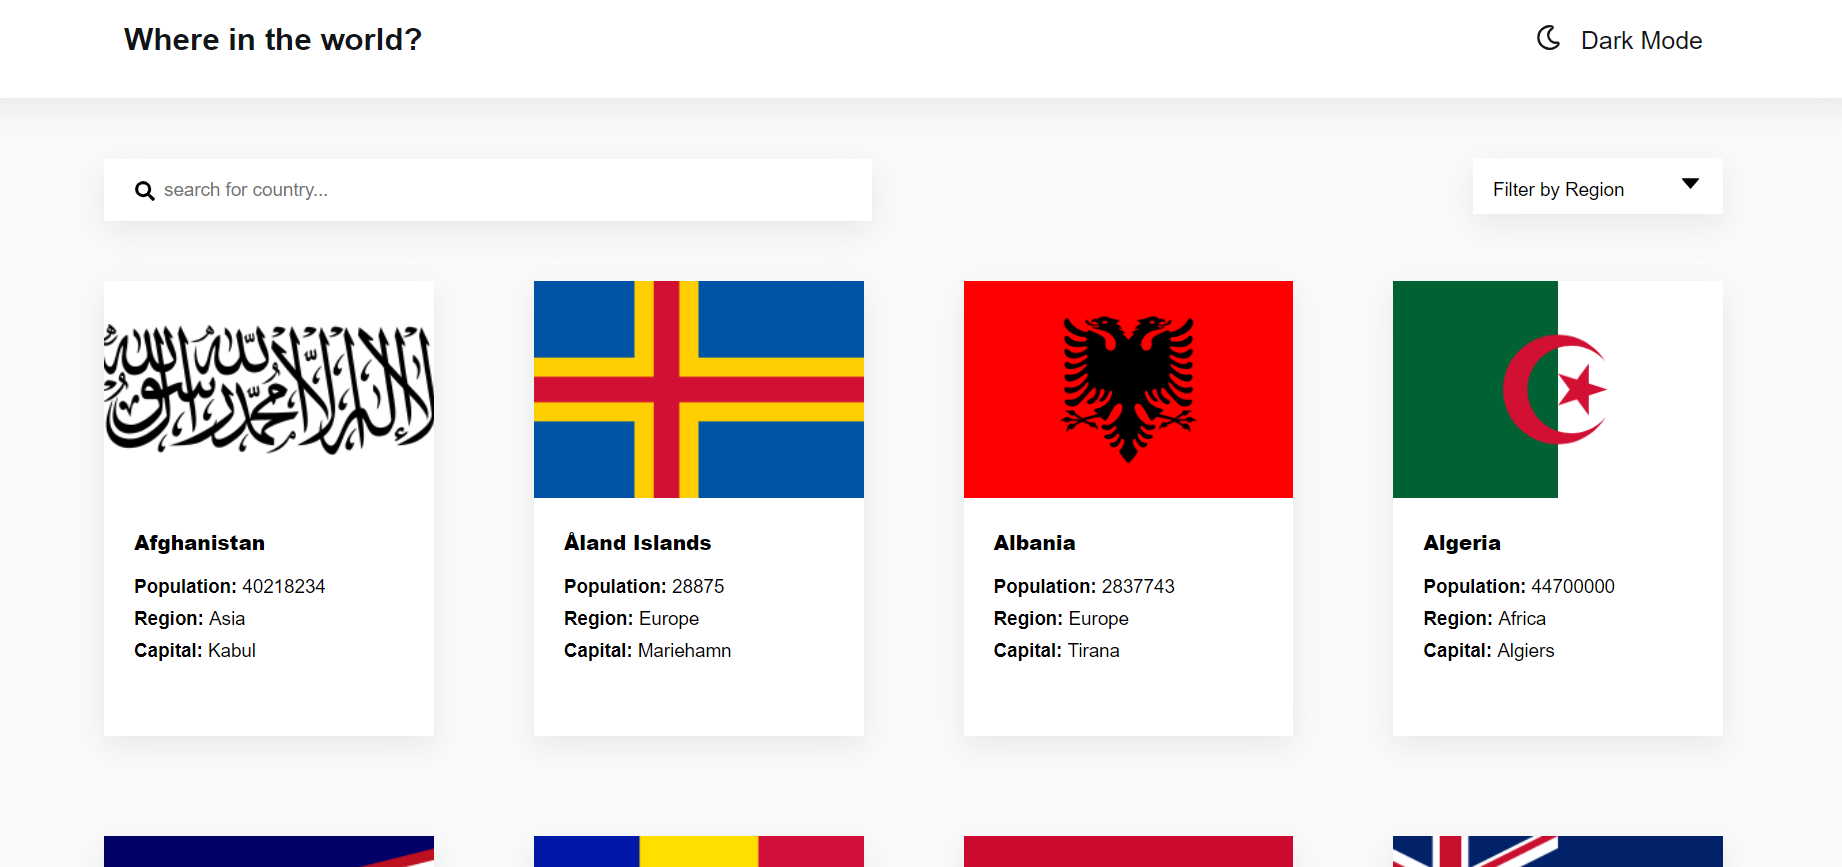 Where in the world?
Dark Mode
search for country...
Filter by Region
لا إله إلا الله محمد رسول الله
Afghanistan
Population: 40218234
Region: Asia
Capital: Kabul
Åland Islands
Population: 28875
Region: Europe
Capital: Mariehamn
Albania
Population: 2837743
Region: Europe
Capital: Tirana
Algeria
Population: 44700000
Region: Africa
Capital: Algiers